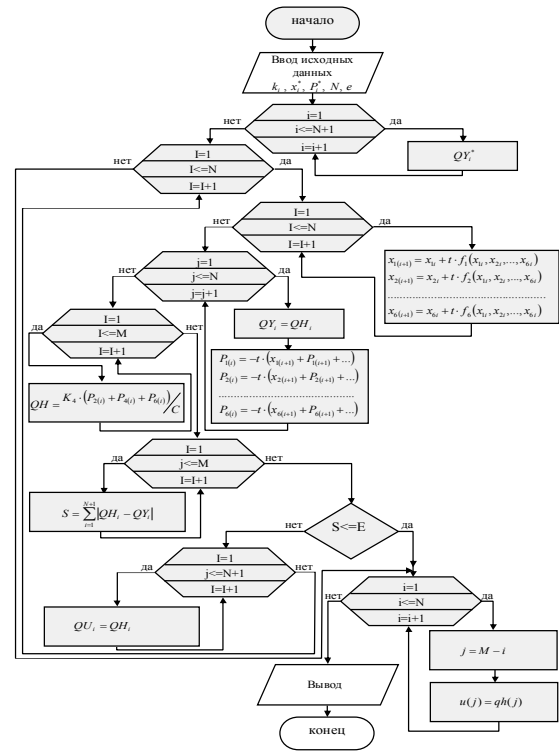 начало
Ввод исходных
данных
k_i , x_i^* , P_i^* , N , e
i=1
i<=N+1
i=i+1
нет
да
QY_i^*
I=1
I<=N
I=I+1
нет
да
I=1
I<=N
I=I+1
нет
да
x_{1(i+1)} = x_{1i} + t · f_1(x_{1i}, x_{2i},..., x_{6i})
x_{2(i+1)} = x_{2i} + t · f_2(x_{1i}, x_{2i},..., x_{6i})
..............................................
x_{6(i+1)} = x_{6i} + t · f_6(x_{1i}, x_{2i},..., x_{6i})
j=1
j<=N
j=j+1
нет
да
QY_i = QH_i
P_{1(i)} = −t · (x_{1(i+1)} + P_{1(i+1)} + ...)
P_{2(i)} = −t · (x_{2(i+1)} + P_{2(i+1)} + ...)
..............................................
P_{6(i)} = −t · (x_{6(i+1)} + P_{6(i+1)} + ...)
I=1
I<=M
I=I+1
да
нет
QH = K_4 · (P_{2(i)} + P_{4(i)} + P_{6(i)}) / C
I=1
j<=M
I=I+1
да
нет
S = \sum_{i=1}^{N+1} |QH_i − QY_i|
S<=E
нет
да
I=1
j<=N+1
I=I+1
да
нет
QU_i = QH_i
i=1
i<=N
i=i+1
нет
да
j = M − i
u(j) = qh(j)
Вывод
конец